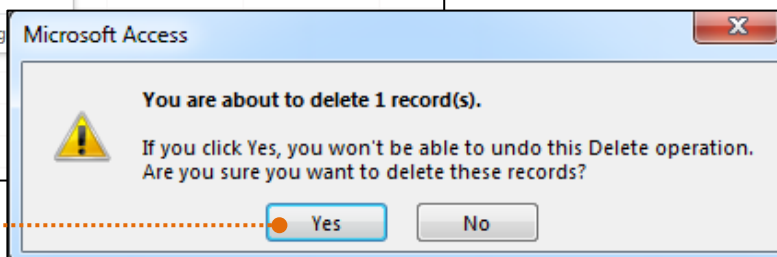 Microsoft Access
You are about to delete 1 record(s).
If you click Yes, you won't be able to undo this Delete operation.
Are you sure you want to delete these records?
Yes
No